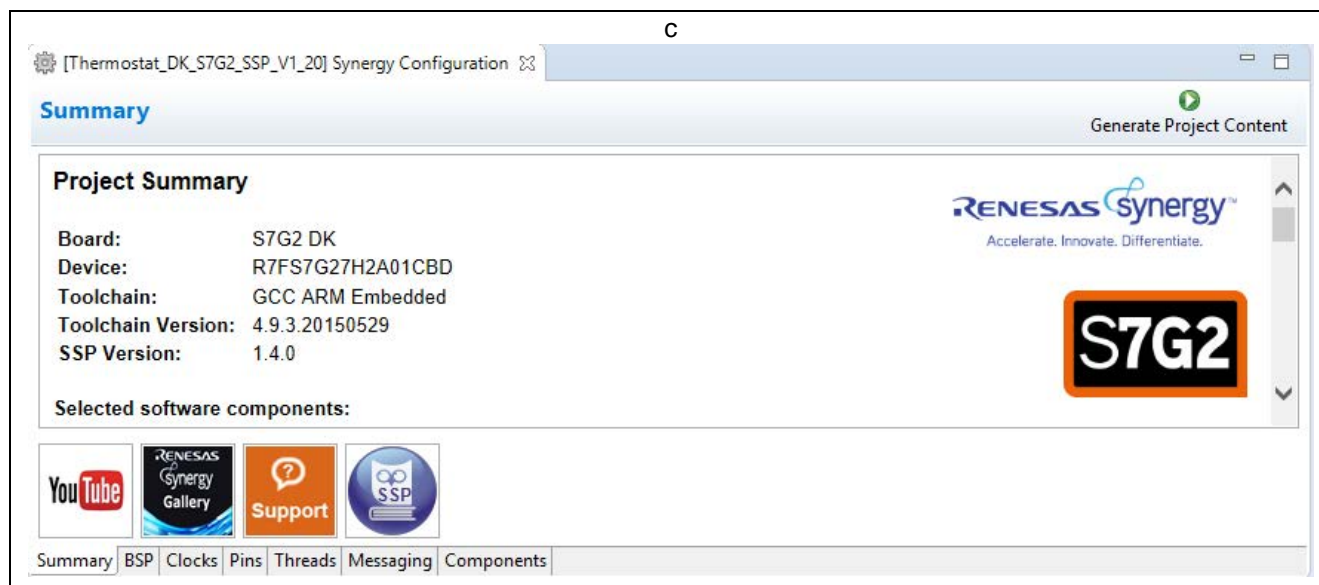 c
[Thermostat_DK_S7G2_SSP_V1_20] Synergy Configuration
Summary
Generate Project Content
Project Summary
RENESAS Synergy™
Accelerate. Innovate. Differentiate.
Board: S7G2 DK
Device: R7FS7G27H2A01CBD
Toolchain: GCC ARM Embedded
Toolchain Version: 4.9.3.20150529
SSP Version: 1.4.0
S7G2
Selected software components:
YouTube
RENESAS
Synergy
Gallery
Support
SSP
Summary BSP Clocks Pins Threads Messaging Components